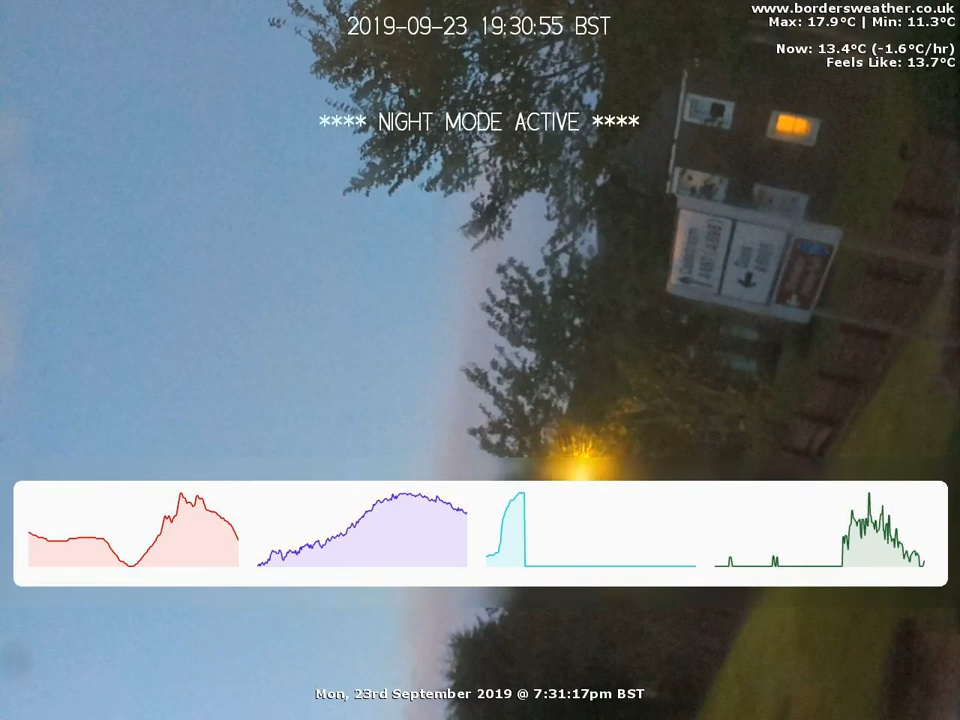 2019-09-23 19:30:55 BST
www.bordersweather.co.uk
Max: 17.9°C | Min: 11.3°C
Now: 13.4°C (-1.6°C/hr)
Feels Like: 13.7°C
**** NIGHT MODE ACTIVE ****
Mon, 23rd September 2019 @ 7:31:17pm BST